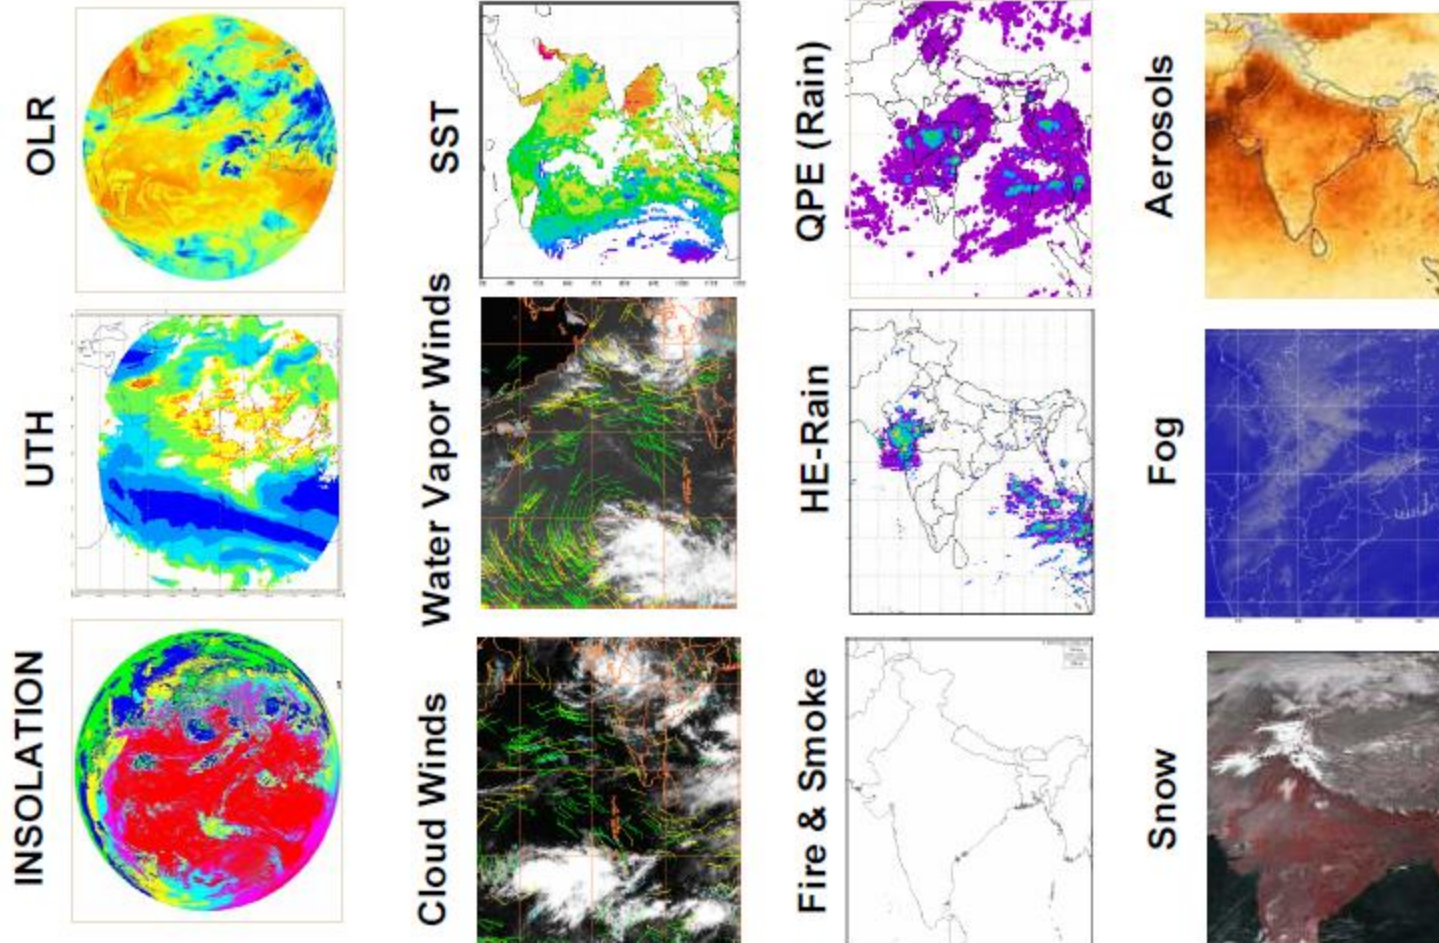 OLR
SST
QPE (Rain)
Aerosols
UTH
Water Vapor Winds
HE-Rain
Fog
INSOLATION
Cloud Winds
Fire & Smoke
Snow